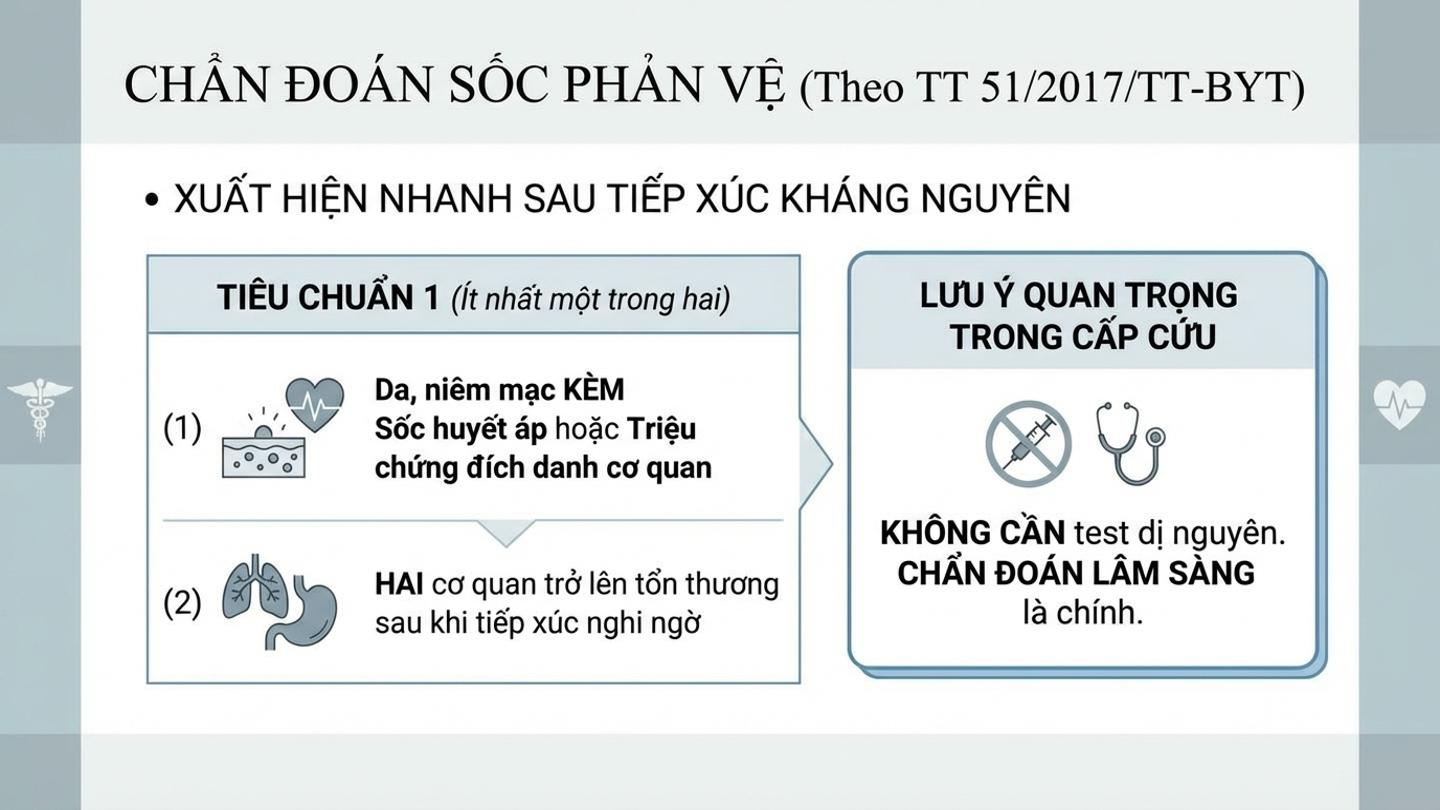 CHẨN ĐOÁN SỐC PHẢN VỆ (Theo TT 51/2017/TT-BYT)
• XUẤT HIỆN NHANH SAU TIẾP XÚC KHÁNG NGUYÊN
TIÊU CHUẨN 1 (Ít nhất một trong hai)
(1)
Da, niêm mạc KÈM
Sốc huyết áp hoặc Triệu
chứng đích danh cơ quan
(2)
HAI cơ quan trở lên tổn thương
sau khi tiếp xúc nghi ngờ
LƯU Ý QUAN TRỌNG
TRONG CẤP CỨU
KHÔNG CẦN test dị nguyên.
CHẨN ĐOÁN LÂM SÀNG
là chính.